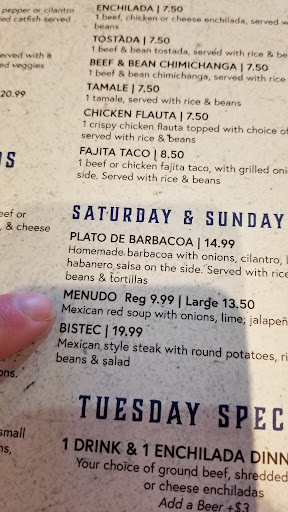 pepper or cilantro
ed catfish served
served with a
ed veggies
20.99
OS
eef or
, & cheese
ons.
small
ns,
ENCHILADA | 7.50
1 beef, chicken or cheese enchilada, served w
beans
TOSTADA | 7.50
1 beef & bean tostada, served with rice & be
BEEF & BEAN CHIMICHANGA | 7.50
1 beef & bean chimichanga, served with rice
TAMALE | 7.50
1 tamale, served with rice & beans
CHICKEN FLAUTA | 7.50
1 crispy chicken flauta topped with choice of
served with rice & beans
FAJITA TACO | 8.50
1 beef or chicken fajita taco, with grilled onio
side. Served with rice & beans
SATURDAY & SUNDAY
PLATO DE BARBACOA | 14.99
Homemade barbacoa with onions, cilantro, l
habanero salsa on the side. Served with rice
beans & tortillas
MENUDO Reg 9.99 | Large 13.50
Mexican red soup with onions, lime, jalapeñ
BISTEC | 19.99
Mexican style steak with round potatoes, ri
beans & salad
TUESDAY SPEC
1 DRINK & 1 ENCHILADA DINN
Your choice of ground beef, shredded
or cheese enchiladas
Add a Beer +$3